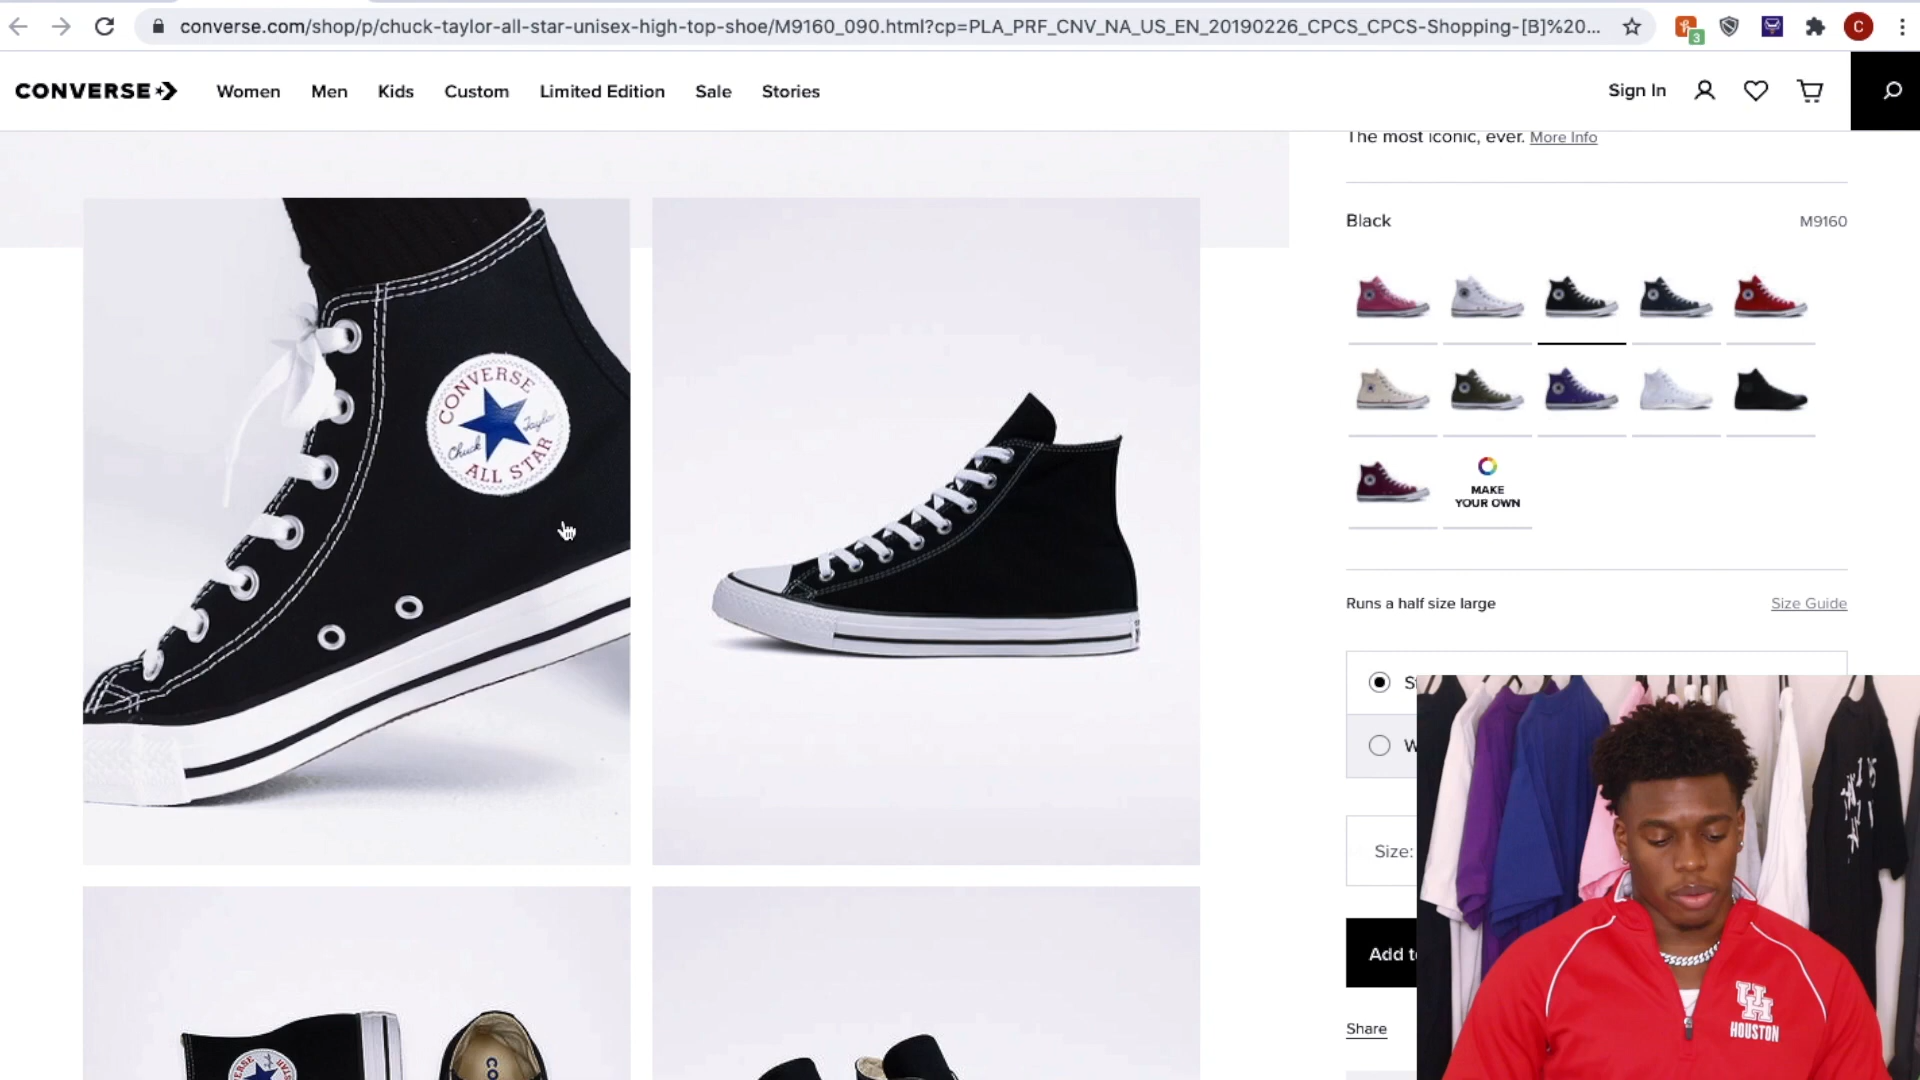 converse.com/shop/p/chuck-taylor-all-star-unisex-high-top-shoe/M9160_090.html?cp=PLA_PRF_CNV_NA_US_EN_20190226_CPCS_CPCS-Shopping-[B]%20...
3
C
CONVERSE
Women
Men
Kids
Custom
Limited Edition
Sale
Stories
Sign In
The most iconic, ever. More Info
Black
M9160
CONVERSE
Chuck Taylor
ALL STAR
MAKE
YOUR OWN
Runs a half size large
Size Guide
Size:
Add
Share
HOUSTON
CONVERSE